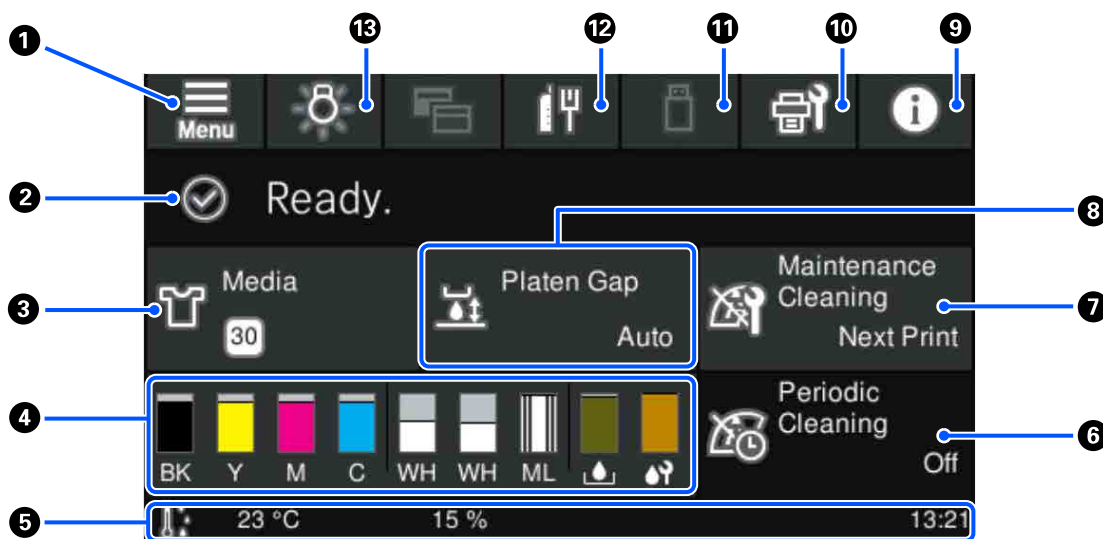 1 13 12 11 10 9
Menu
2 Ready.
8
3 Media
30
Platen Gap
Auto
Maintenance
Cleaning
Next Print
7
4 BK Y M C WH WH ML
Periodic
Cleaning
Off
6
5 23 °C 15 % 13:21